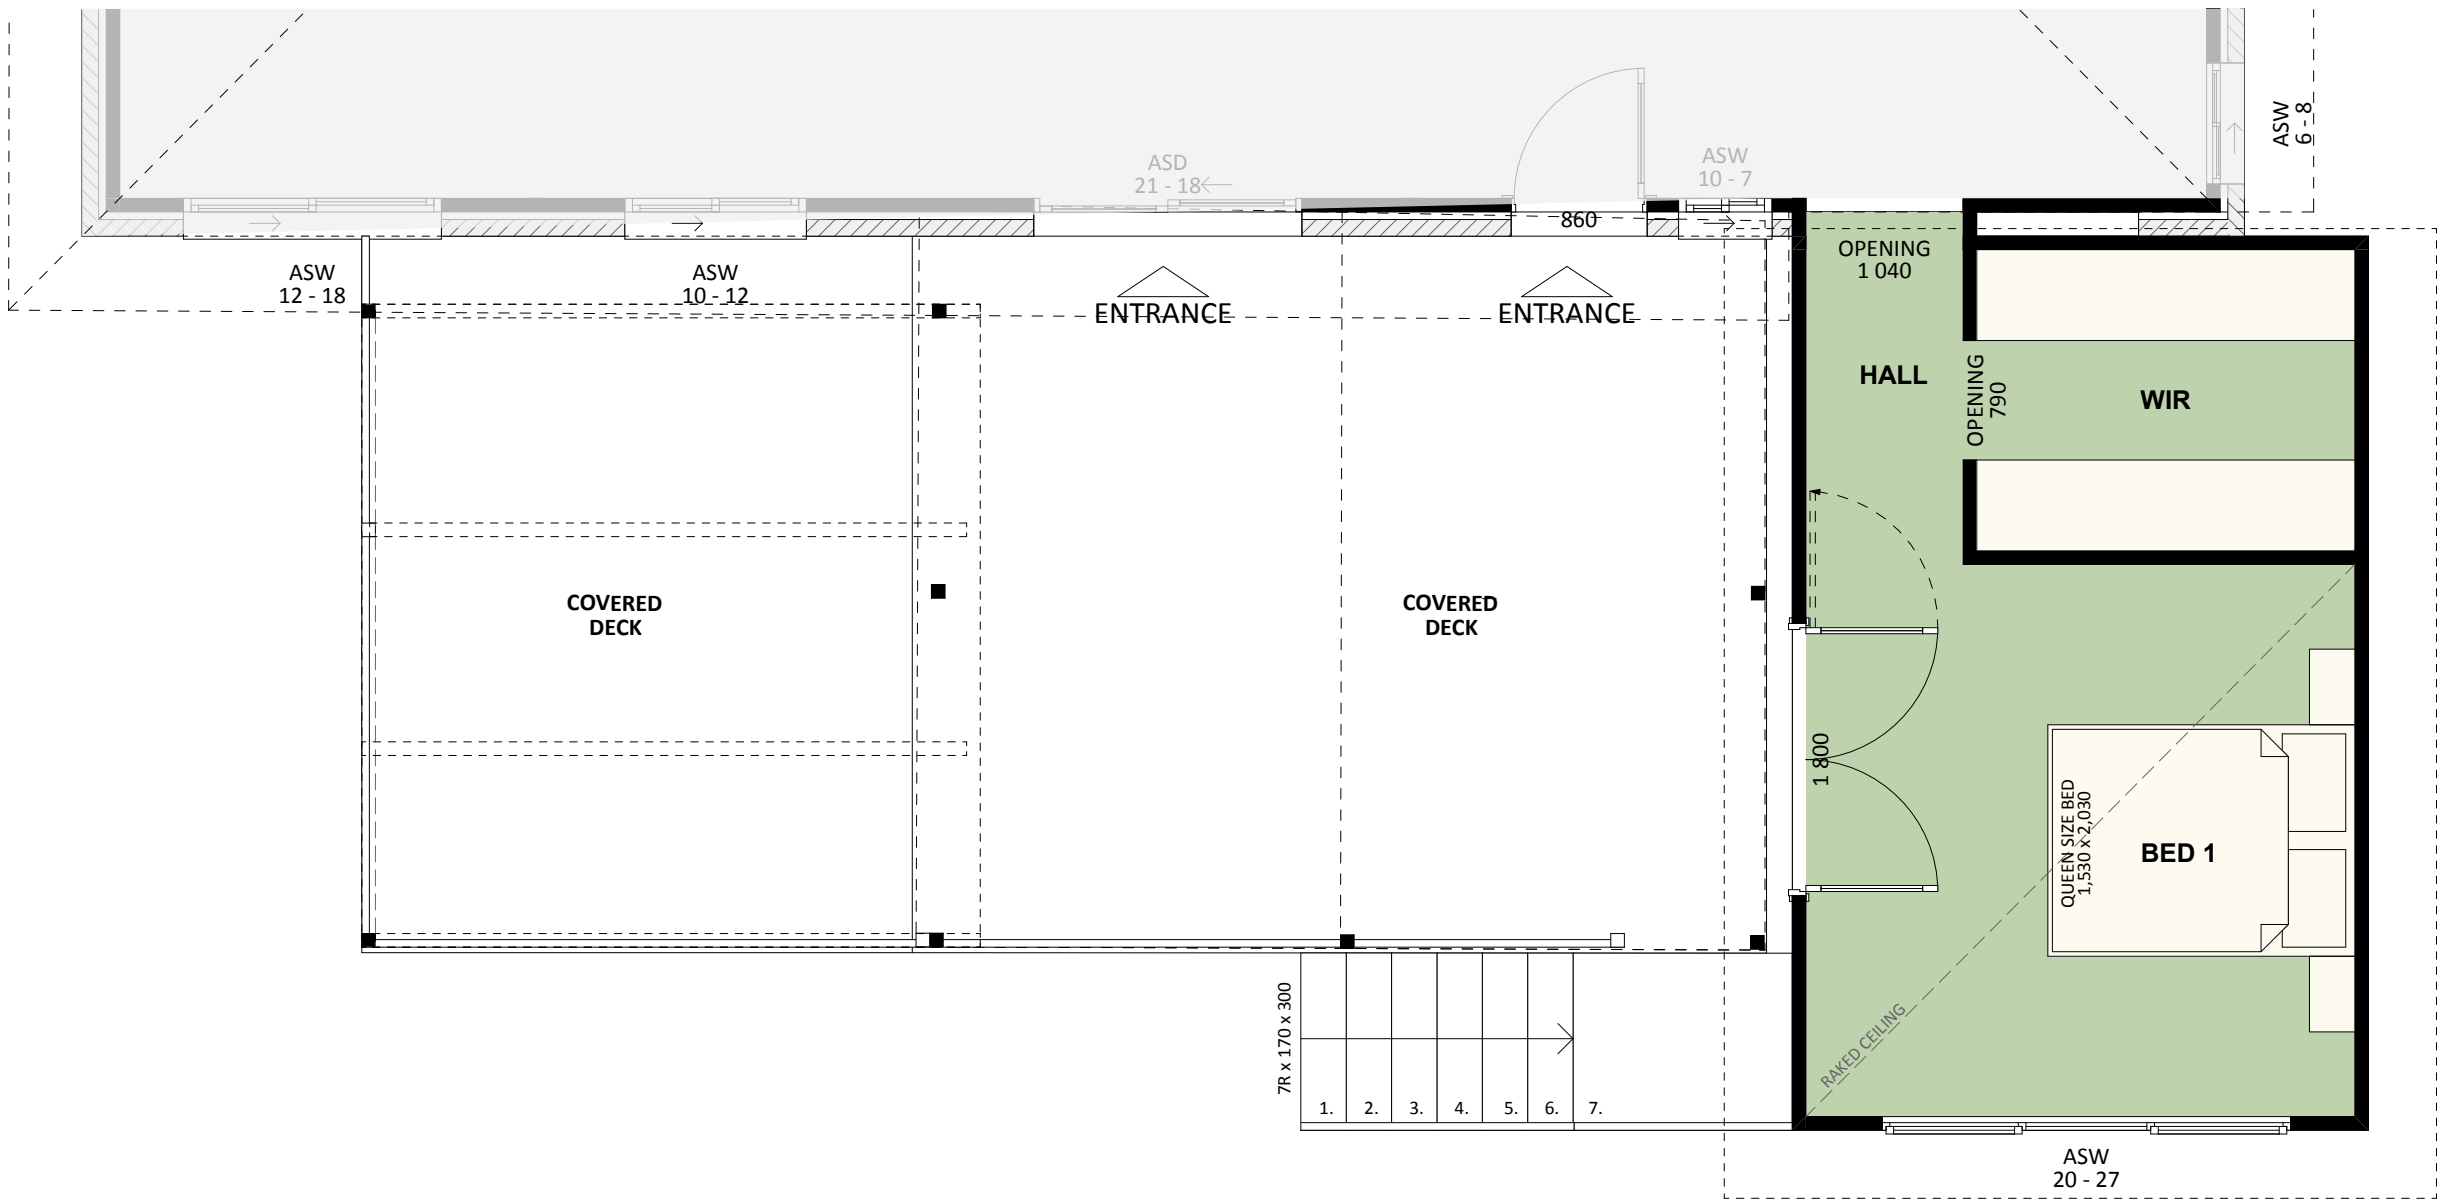 ASW
6 - 8
ASD
21 - 18
ASW
10 - 7
860
ASW
12 - 18
ASW
10 - 12
ENTRANCE
ENTRANCE
OPENING
1 040
HALL
OPENING
790
WIR
COVERED
DECK
COVERED
DECK
1 800
QUEEN SIZE BED
1,530 x 2,030
BED 1
RAKED CEILING
7R x 170 x 300
1.
2.
3.
4.
5.
6.
7.
ASW
20 - 27